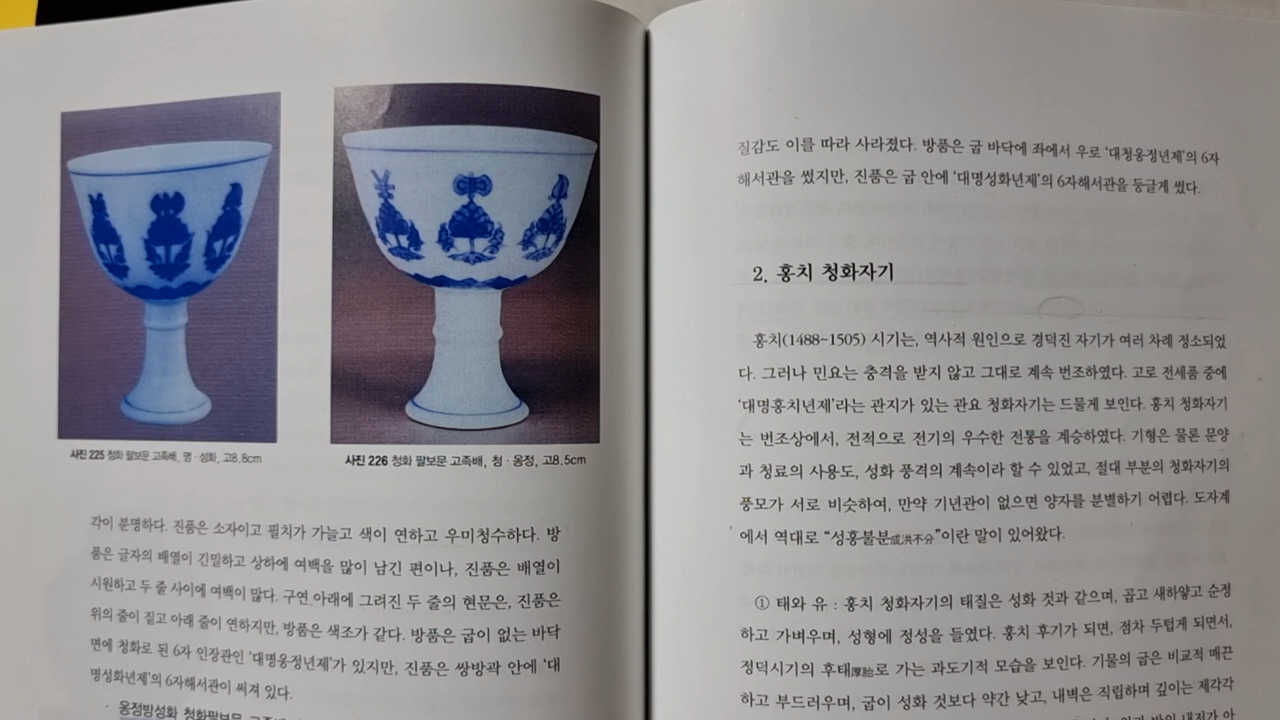 사진 225 청화 팔보문 고족배, 명·성화, 고8.8cm
사진 226 청화 팔보문 고족배, 청·옹정, 고8.5cm
각이 분명하다. 진품은 소자이고 필치가 가늘고 색이 연하고 우미청수하다. 방
품은 글자의 배열이 긴밀하고 상하에 여백을 많이 남긴 편이나, 진품은 배열이
시원하고 두 줄 사이에 여백이 많다. 구연 아래에 그려진 두 줄의 현문은, 진품은
위의 줄이 짙고 아래 줄이 연하지만, 방품은 색조가 같다. 방품은 굽이 없는 바닥
면에 청화로 된 6자 인장관인 '대명옹정년제'가 있지만, 진품은 쌍방곽 안에 '대
명성화년제'의 6자해서관이 써져 있다.
· 옹정방성화 청화팔보문
질감도 이를 따라 사라졌다. 방품은 굽 바닥에 좌에서 우로 '대청옹정년제'의 6자
해서관을 썼지만, 진품은 굽 안에 '대명성화년제'의 6자해서관을 둥글게 썼다.
2. 홍치 청화자기
홍치(1488-1505) 시기는, 역사적 원인으로 경덕진 자기가 여러 차례 정소되었
다. 그러나 민요는 충격을 받지 않고 그대로 계속 번조하였다. 고로 전세품 중에
'대명홍치년제'라는 관지가 있는 관요 청화자기는 드물게 보인다. 홍치 청화자기
는 번조상에서, 전적으로 전기의 우수한 전통을 계승하였다. 기형은 물론 문양
과 청료의 사용도, 성화 풍격의 계속이라 할 수 있었고, 절대 부분의 청화자기의
풍모가 서로 비슷하여, 만약 기년관이 없으면 양자를 분별하기 어렵다. 도자계
에서 역대로 "성홍불분成洪不分"이란 말이 있어왔다.
① 태와 유 : 홍치 청화자기의 태질은 성화 것과 같으며, 곱고 새하얗고 순정
하고 가벼우며, 성형에 정성을 들였다. 홍치 후기가 되면, 점차 두텁게 되면서,
정덕시기의 후태厚胎로 가는 과도기적 모습을 보인다. 기물의 굽은 비교적 매끈
하고 부드러우며, 굽이 성화 것보다 약간 낮고, 내벽은 직립하며 깊이는 제각각